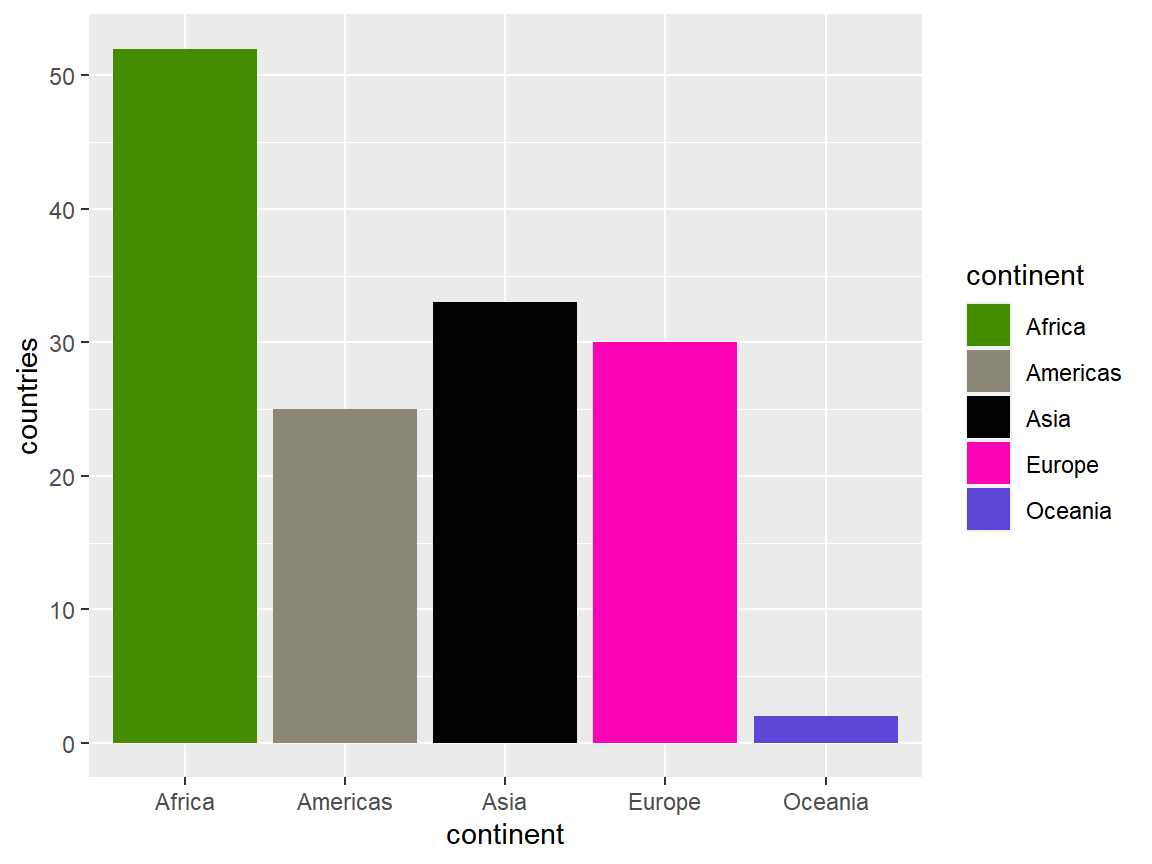 50
40
30
20
10
0
countries
Africa Americas Asia Europe Oceania
continent
continent
Africa
Americas
Asia
Europe
Oceania